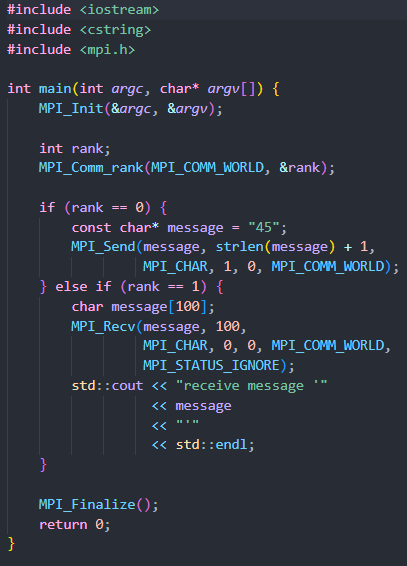 #include <iostream>
#include <cstring>
#include <mpi.h>
int main(int argc, char* argv[]) {
    MPI_Init(&argc, &argv);
    int rank;
    MPI_Comm_rank(MPI_COMM_WORLD, &rank);
    if (rank == 0) {
        const char* message = "45";
        MPI_Send(message, strlen(message) + 1,
                 MPI_CHAR, 1, 0, MPI_COMM_WORLD);
    } else if (rank == 1) {
        char message[100];
        MPI_Recv(message, 100,
                 MPI_CHAR, 0, 0, MPI_COMM_WORLD,
                 MPI_STATUS_IGNORE);
        std::cout << "receive message '"
                  << message
                  << "'"
                  << std::endl;
    }
    MPI_Finalize();
    return 0;
}